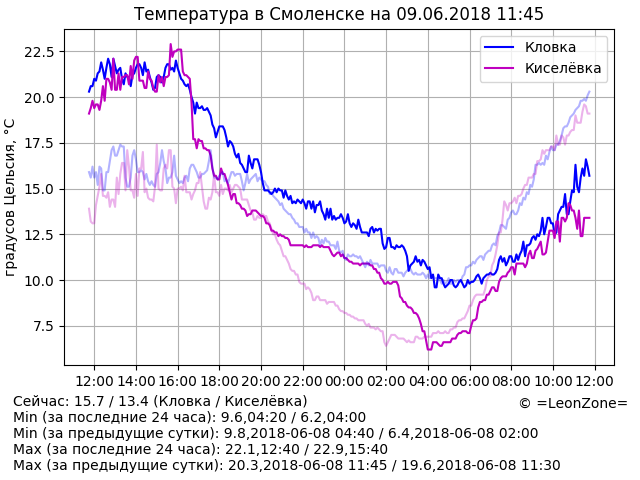 Температура в Смоленске на 09.06.2018 11:45
Кловка
Киселёвка
градусов Цельсия, °C
22.5
20.0
17.5
15.0
12.5
10.0
7.5
12:00 14:00 16:00 18:00 20:00 22:00 00:00 02:00 04:00 06:00 08:00 10:00 12:00
Сейчас: 15.7 / 13.4 (Кловка / Киселёвка)
© =LeonZone=
Min (за последние 24 часа): 9.6,04:20 / 6.2,04:00
Min (за предыдущие сутки): 9.8,2018-06-08 04:40 / 6.4,2018-06-08 02:00
Max (за последние 24 часа): 22.1,12:40 / 22.9,15:40
Max (за предыдущие сутки): 20.3,2018-06-08 11:45 / 19.6,2018-06-08 11:30